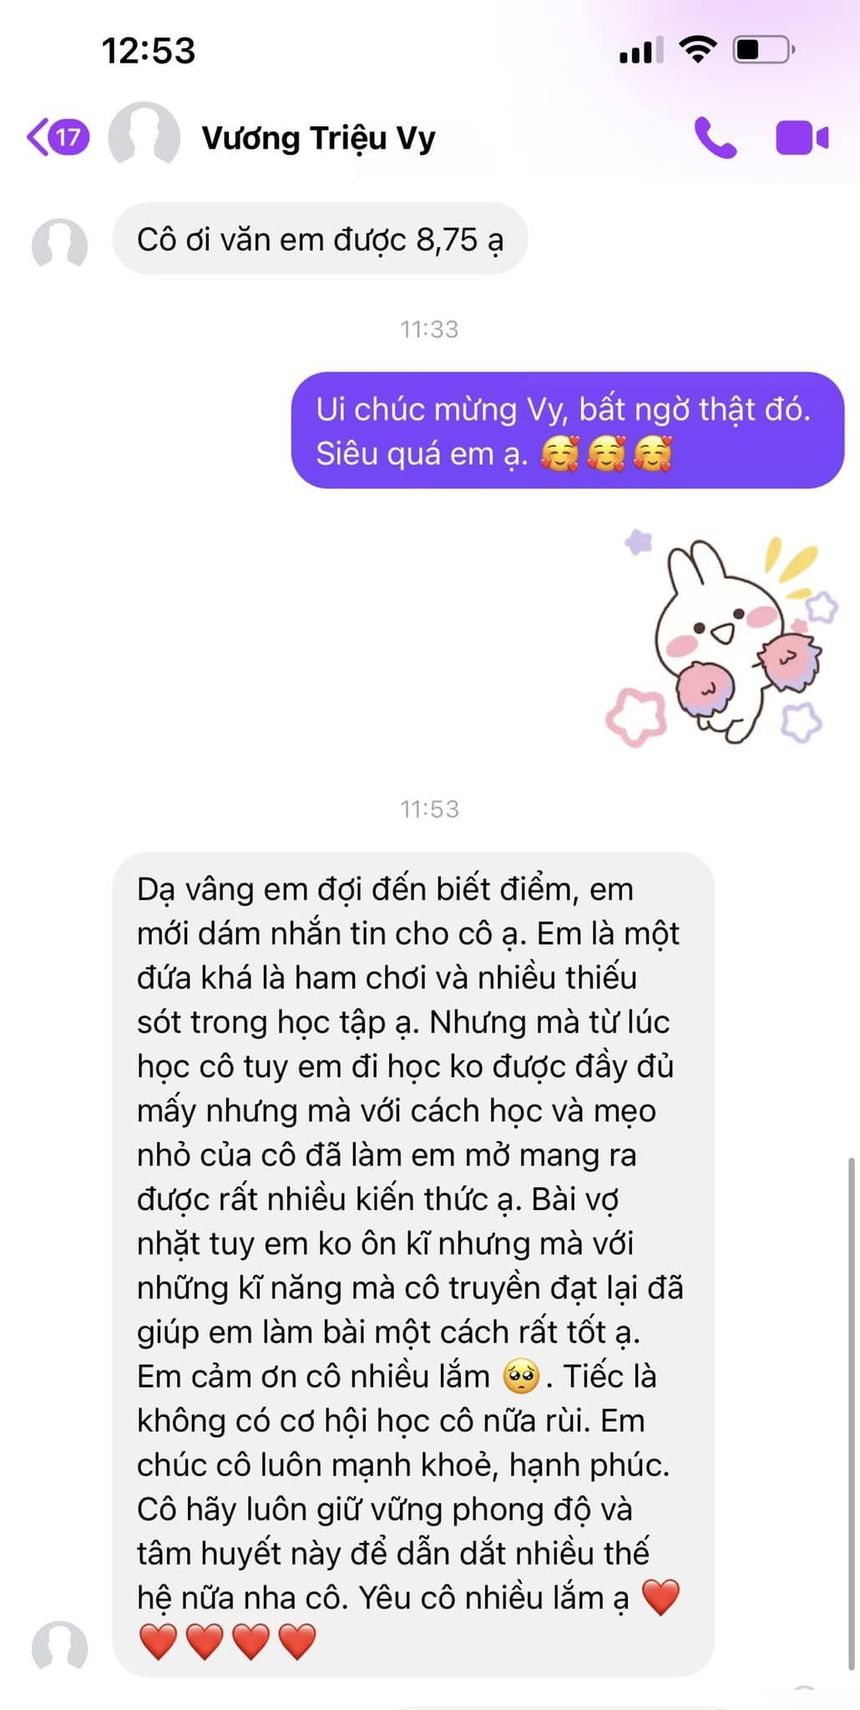 12:53
17
Vương Triệu Vy
Cô ơi văn em được 8,75 ạ
11:33
Ui chúc mừng Vy, bất ngờ thật đó.
Siêu quá em ạ. 🥰🥰🥰
11:53
Dạ vâng em đợi đến biết điểm, em
mới dám nhắn tin cho cô ạ. Em là một
đứa khá là ham chơi và nhiều thiếu
sót trong học tập ạ. Nhưng mà từ lúc
học cô tuy em đi học ko được đầy đủ
mấy nhưng mà với cách học và mẹo
nhỏ của cô đã làm em mở mang ra
được rất nhiều kiến thức ạ. Bài vợ
nhặt tuy em ko ôn kĩ nhưng mà với
những kĩ năng mà cô truyền đạt lại đã
giúp em làm bài một cách rất tốt ạ.
Em cảm ơn cô nhiều lắm 🥺. Tiếc là
không có cơ hội học cô nữa rùi. Em
chúc cô luôn mạnh khoẻ, hạnh phúc.
Cô hãy luôn giữ vững phong độ và
tâm huyết này để dẫn dắt nhiều thế
hệ nữa nha cô. Yêu cô nhiều lắm ạ ❤️
❤️❤️❤️❤️